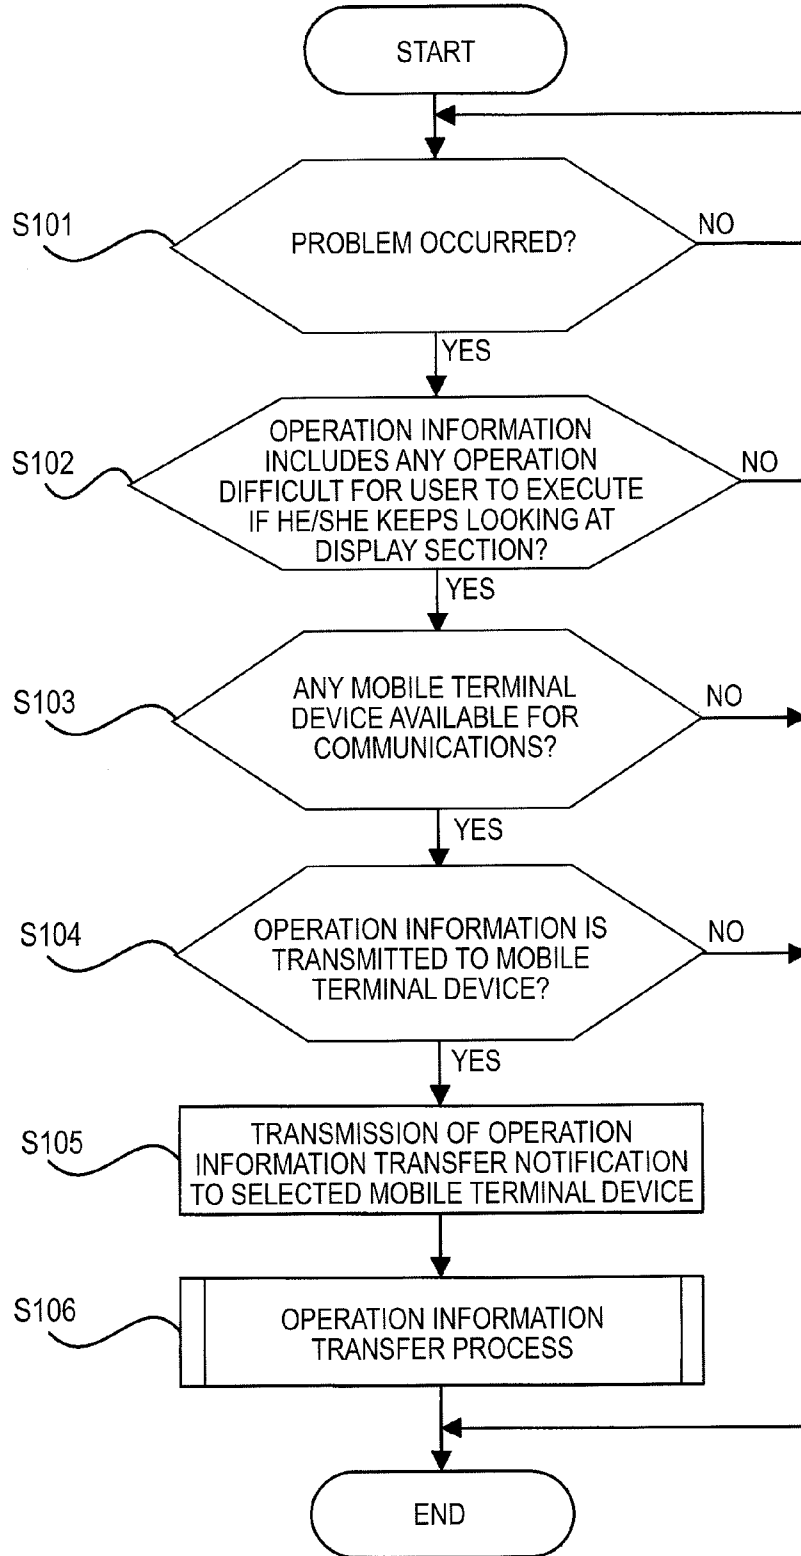 START
S101
PROBLEM OCCURRED?
NO
YES
S102
OPERATION INFORMATION
INCLUDES ANY OPERATION
DIFFICULT FOR USER TO EXECUTE
IF HE/SHE KEEPS LOOKING AT
DISPLAY SECTION?
NO
YES
S103
ANY MOBILE TERMINAL
DEVICE AVAILABLE FOR
COMMUNICATIONS?
NO
YES
S104
OPERATION INFORMATION IS
TRANSMITTED TO MOBILE
TERMINAL DEVICE?
NO
YES
S105
TRANSMISSION OF OPERATION
INFORMATION TRANSFER NOTIFICATION
TO SELECTED MOBILE TERMINAL DEVICE
S106
OPERATION INFORMATION
TRANSFER PROCESS
END